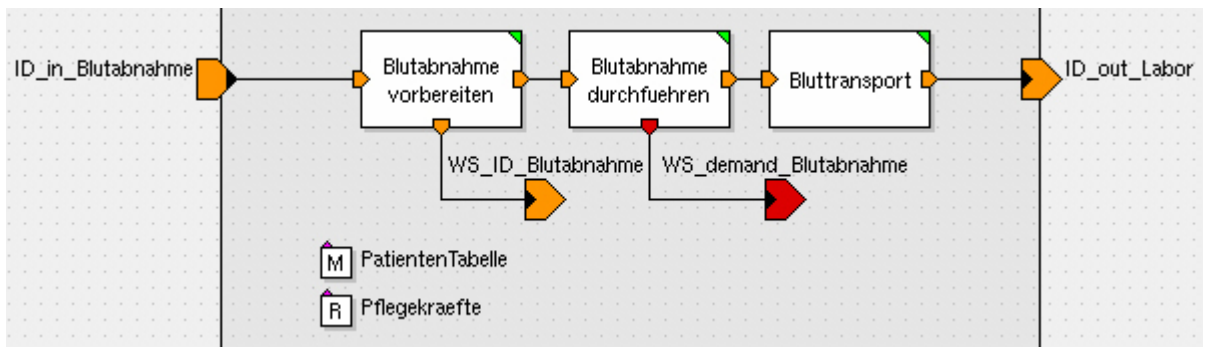 ID_in_Blutabnahme
Blutabnahme
vorbereiten
Blutabnahme
durchfuehren
Bluttransport
ID_out_Labor
WS_ID_Blutabnahme
WS_demand_Blutabnahme
M PatientenTabelle
R Pflegekraefte